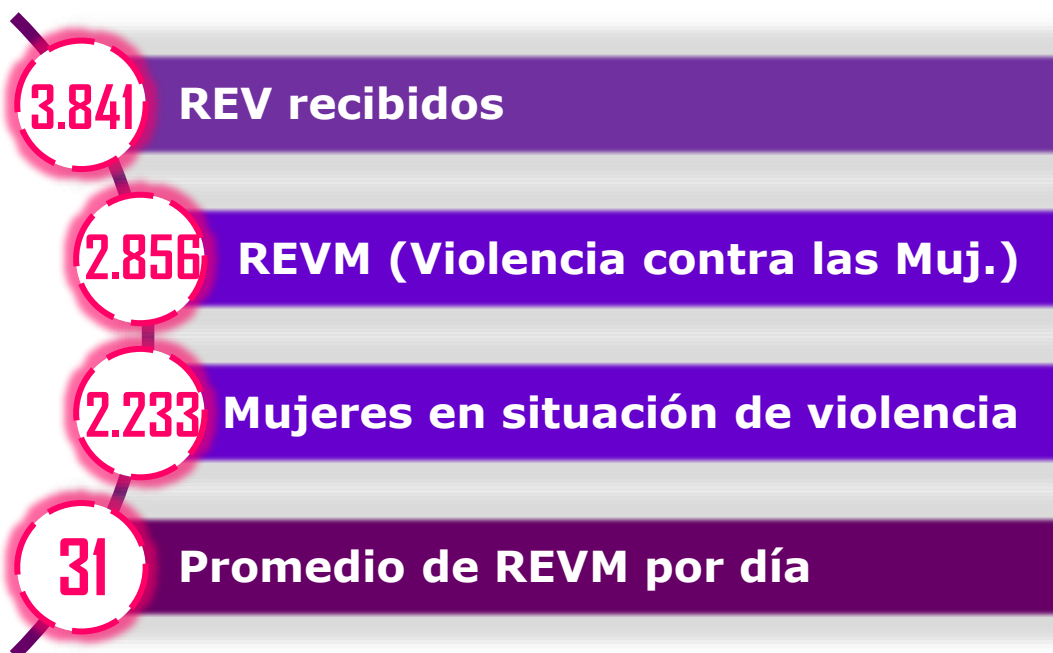 3.841 REV recibidos
2.856 REVM (Violencia contra las Muj.)
2.233 Mujeres en situación de violencia
31 Promedio de REVM por día